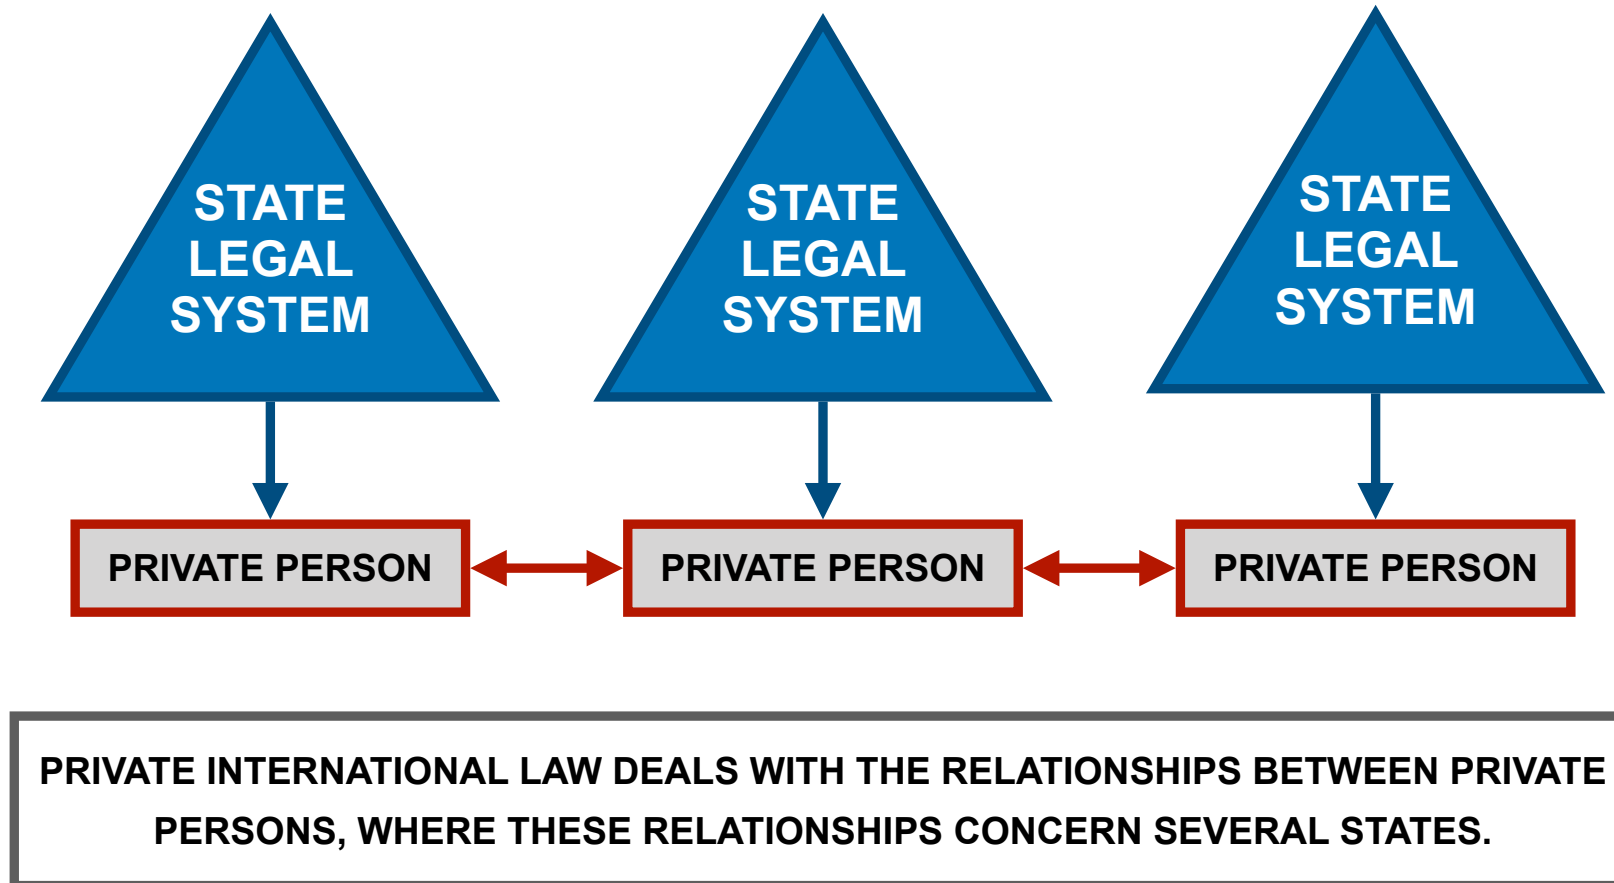 STATE
LEGAL
SYSTEM
STATE
LEGAL
SYSTEM
STATE
LEGAL
SYSTEM
PRIVATE PERSON
PRIVATE PERSON
PRIVATE PERSON
PRIVATE INTERNATIONAL LAW DEALS WITH THE RELATIONSHIPS BETWEEN PRIVATE
PERSONS, WHERE THESE RELATIONSHIPS CONCERN SEVERAL STATES.